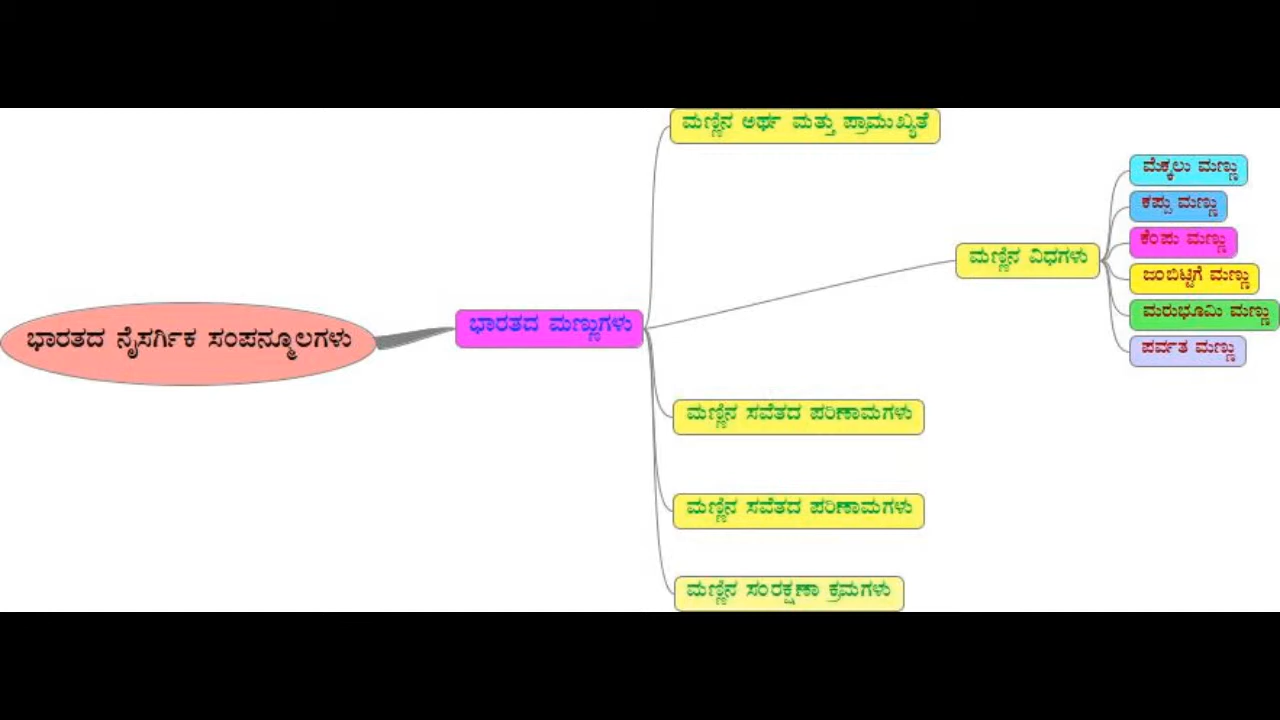 ಭಾರತದ ನೈಸರ್ಗಿಕ ಸಂಪನ್ಮೂಲಗಳು
ಭಾರತದ ಮಣ್ಣುಗಳು
ಮಣ್ಣಿನ ಅರ್ಥ ಮತ್ತು ಪ್ರಾಮುಖ್ಯತೆ
ಮಣ್ಣಿನ ವಿಧಗಳು
ಮೆಕ್ಕಲು ಮಣ್ಣು
ಕಪ್ಪು ಮಣ್ಣು
ಕೆಂಪು ಮಣ್ಣು
ಜಂಬಿಟ್ಟಿಗೆ ಮಣ್ಣು
ಮರುಭೂಮಿ ಮಣ್ಣು
ಪರ್ವತ ಮಣ್ಣು
ಮಣ್ಣಿನ ಸವೆತದ ಪರಿಣಾಮಗಳು
ಮಣ್ಣಿನ ಸವೆತದ ಪರಿಣಾಮಗಳು
ಮಣ್ಣಿನ ಸಂರಕ್ಷಣಾ ಕ್ರಮಗಳು